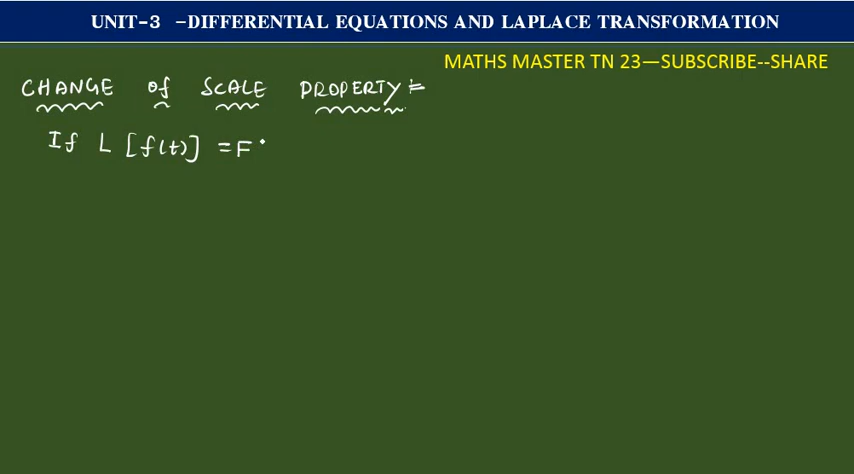 UNIT-3 –DIFFERENTIAL EQUATIONS AND LAPLACE TRANSFORMATION
MATHS MASTER TN 23—SUBSCRIBE--SHARE
CHANGE of SCALE PROPERTY:-
If L [f(t)] = F